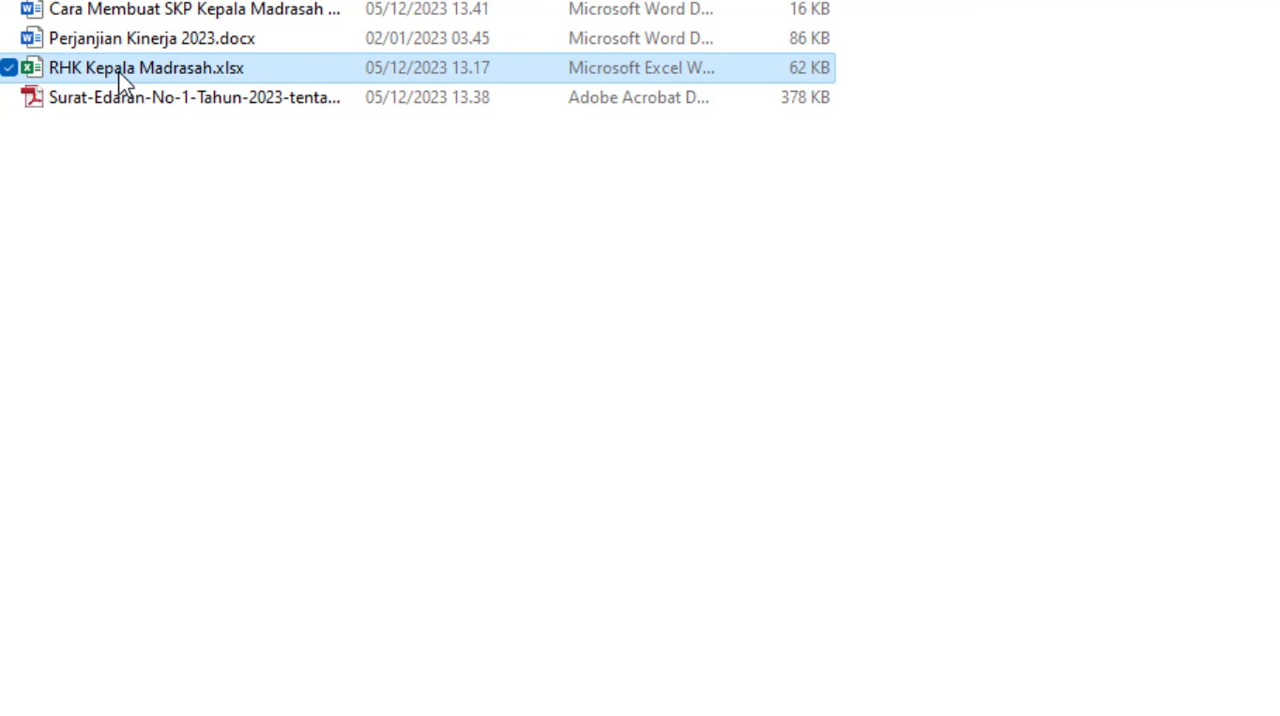 Cara Membuat SKP Kepala Madrasah ... 05/12/2023 13.41 Microsoft Word D... 16 KB
Perjanjian Kinerja 2023.docx 02/01/2023 03.45 Microsoft Word D... 86 KB
RHK Kepala Madrasah.xlsx 05/12/2023 13.17 Microsoft Excel W... 62 KB
Surat-Edaran-No-1-Tahun-2023-tenta... 05/12/2023 13.38 Adobe Acrobat D... 378 KB